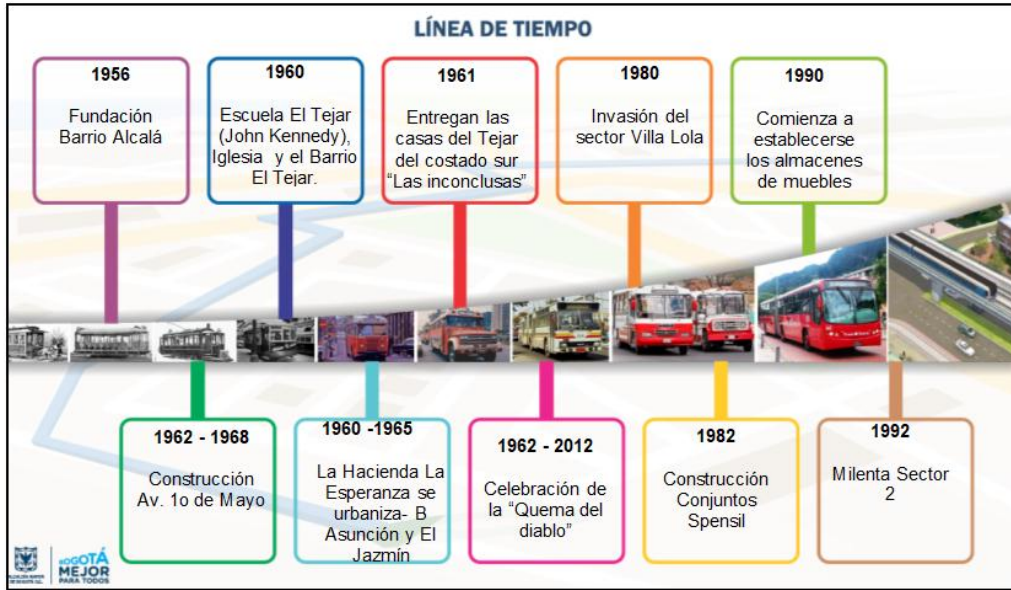 LÍNEA DE TIEMPO
1956
Fundación
Barrio Alcalá
1960
Escuela El Tejar
(John Kennedy),
Iglesia y el Barrio
El Tejar.
1961
Entregan las
casas del Tejar
del costado sur
“Las inconclusas”
1980
Invasión del
sector Villa Lola
1990
Comienza a
establecerse
los almacenes
de muebles
1962 - 1968
Construcción
Av. 1o de Mayo
1960 -1965
La Hacienda La
Esperanza se
urbaniza- B
Asunción y El
Jazmín
1962 - 2012
Celebración de
la “Quema del
diablo”
1982
Construcción
Conjuntos
Spensil
1992
Milenta Sector
2
BOGOTÁ
MEJOR
PARA TODOS